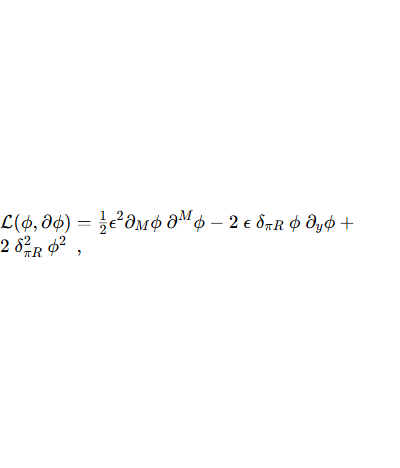 ℒ(ϕ, ∂ϕ) = ½ϵ²∂_Mϕ ∂^Mϕ − 2 ϵ δ_{πR} ϕ ∂_yϕ +
2 δ²_{πR} ϕ² ,